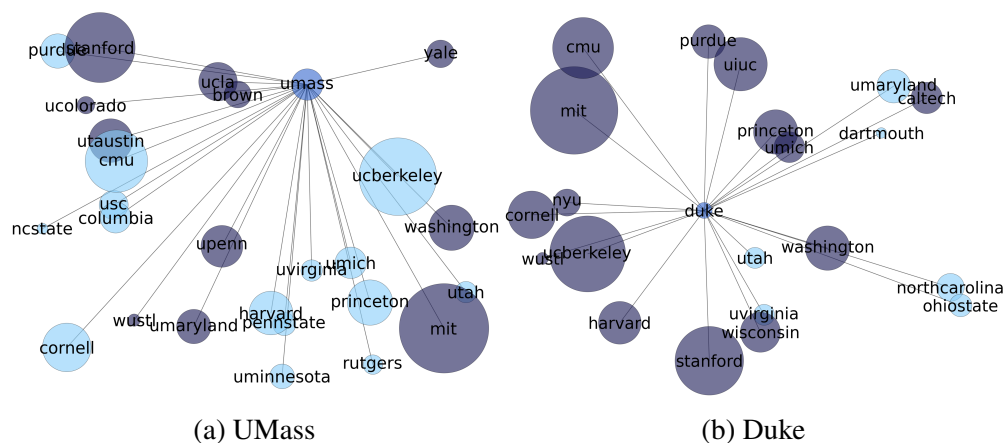 purdue
stanford
yale
ucla
umass
brown
ucolorado
utaustin
cmu
ucberkeley
usc
columbia
washington
ncstate
upenn
uvirginia
umich
utah
princeton
harvard
pennstate
wustl
umaryland
mit
cornell
rutgers
uminnesota
(a) UMass
purdue
cmu
uiuc
umaryland
caltech
mit
princeton
dartmouth
umich
nyu
duke
cornell
ucberkeley
wustl
washington
utah
northcarolina
ohiostate
uvirginia
harvard
wisconsin
stanford
(b) Duke